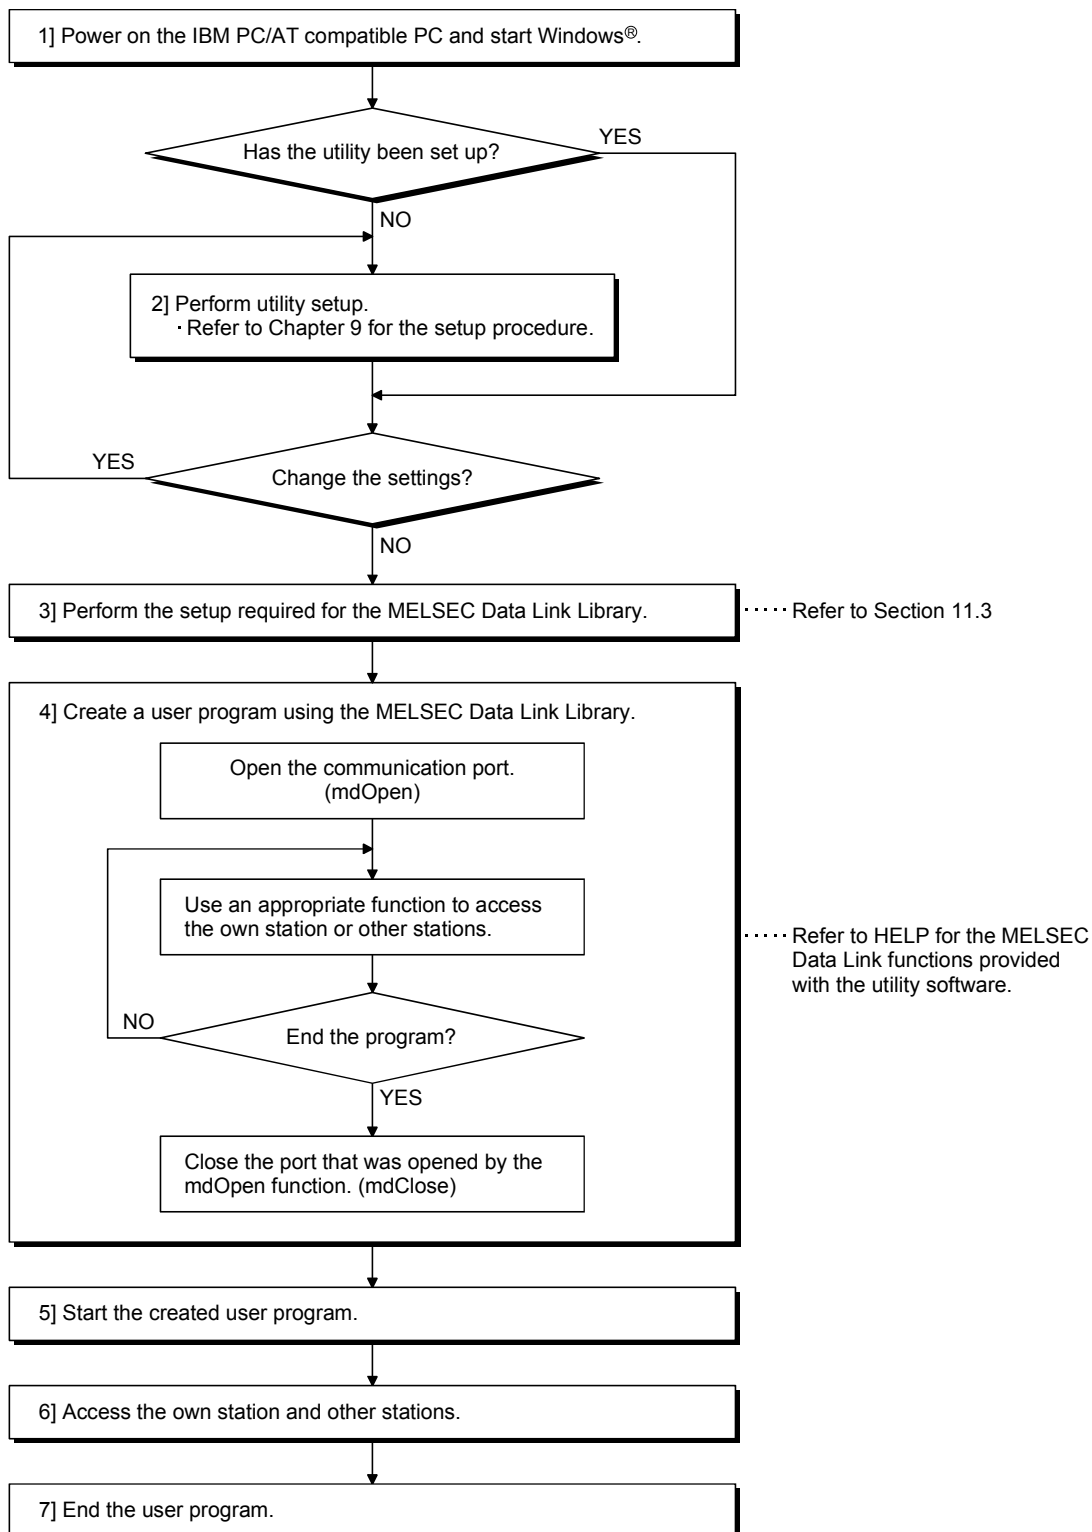 1] Power on the IBM PC/AT compatible PC and start Windows®.
Has the utility been set up?
YES
NO
2] Perform utility setup.
· Refer to Chapter 9 for the setup procedure.
YES
Change the settings?
NO
3] Perform the setup required for the MELSEC Data Link Library.
····· Refer to Section 11.3
4] Create a user program using the MELSEC Data Link Library.
Open the communication port.
(mdOpen)
Use an appropriate function to access
the own station or other stations.
····· Refer to HELP for the MELSEC
Data Link functions provided
with the utility software.
NO
End the program?
YES
Close the port that was opened by the
mdOpen function. (mdClose)
5] Start the created user program.
6] Access the own station and other stations.
7] End the user program.